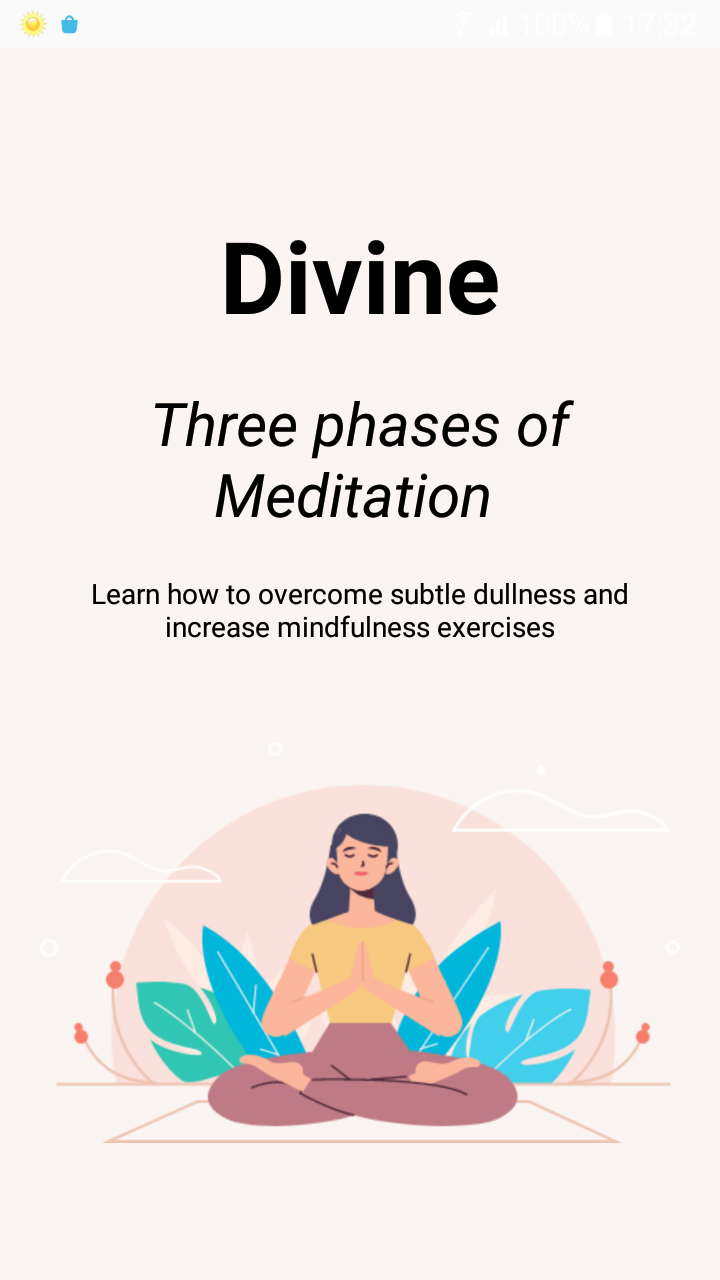 100% 17:32
Divine
Three phases of
Meditation
Learn how to overcome subtle dullness and
increase mindfulness exercises